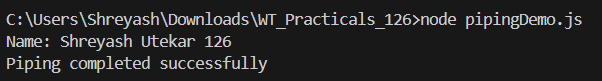 C:\Users\Shreyash\Downloads\WT_Practicals_126>node pipingDemo.js
Name: Shreyash Utekar 126
Piping completed successfully